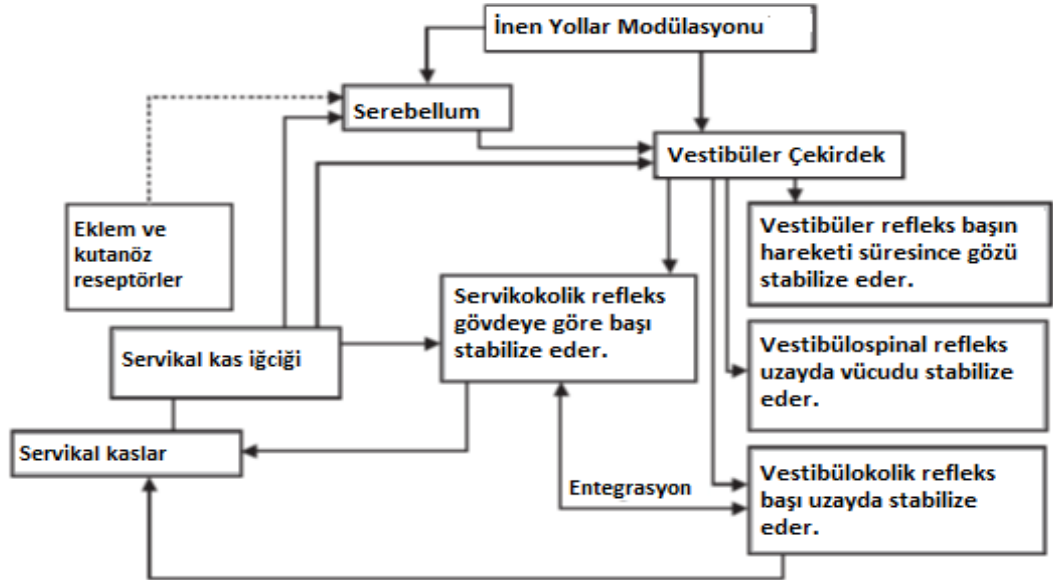 İnen Yollar Modülasyonu
Serebellum
Vestibüler Çekirdek
Eklem ve
kutanöz
reseptörler
Vestibüler refleks başın
hareketi süresince gözü
stabilize eder.
Servikokolik refleks
gövdeye göre başı
stabilize eder.
Servikal kas iğciği
Vestibülospinal refleks
uzayda vücudu stabilize
eder.
Servikal kaslar
Entegrasyon
Vestibülokolik refleks
başı uzayda stabilize
eder.